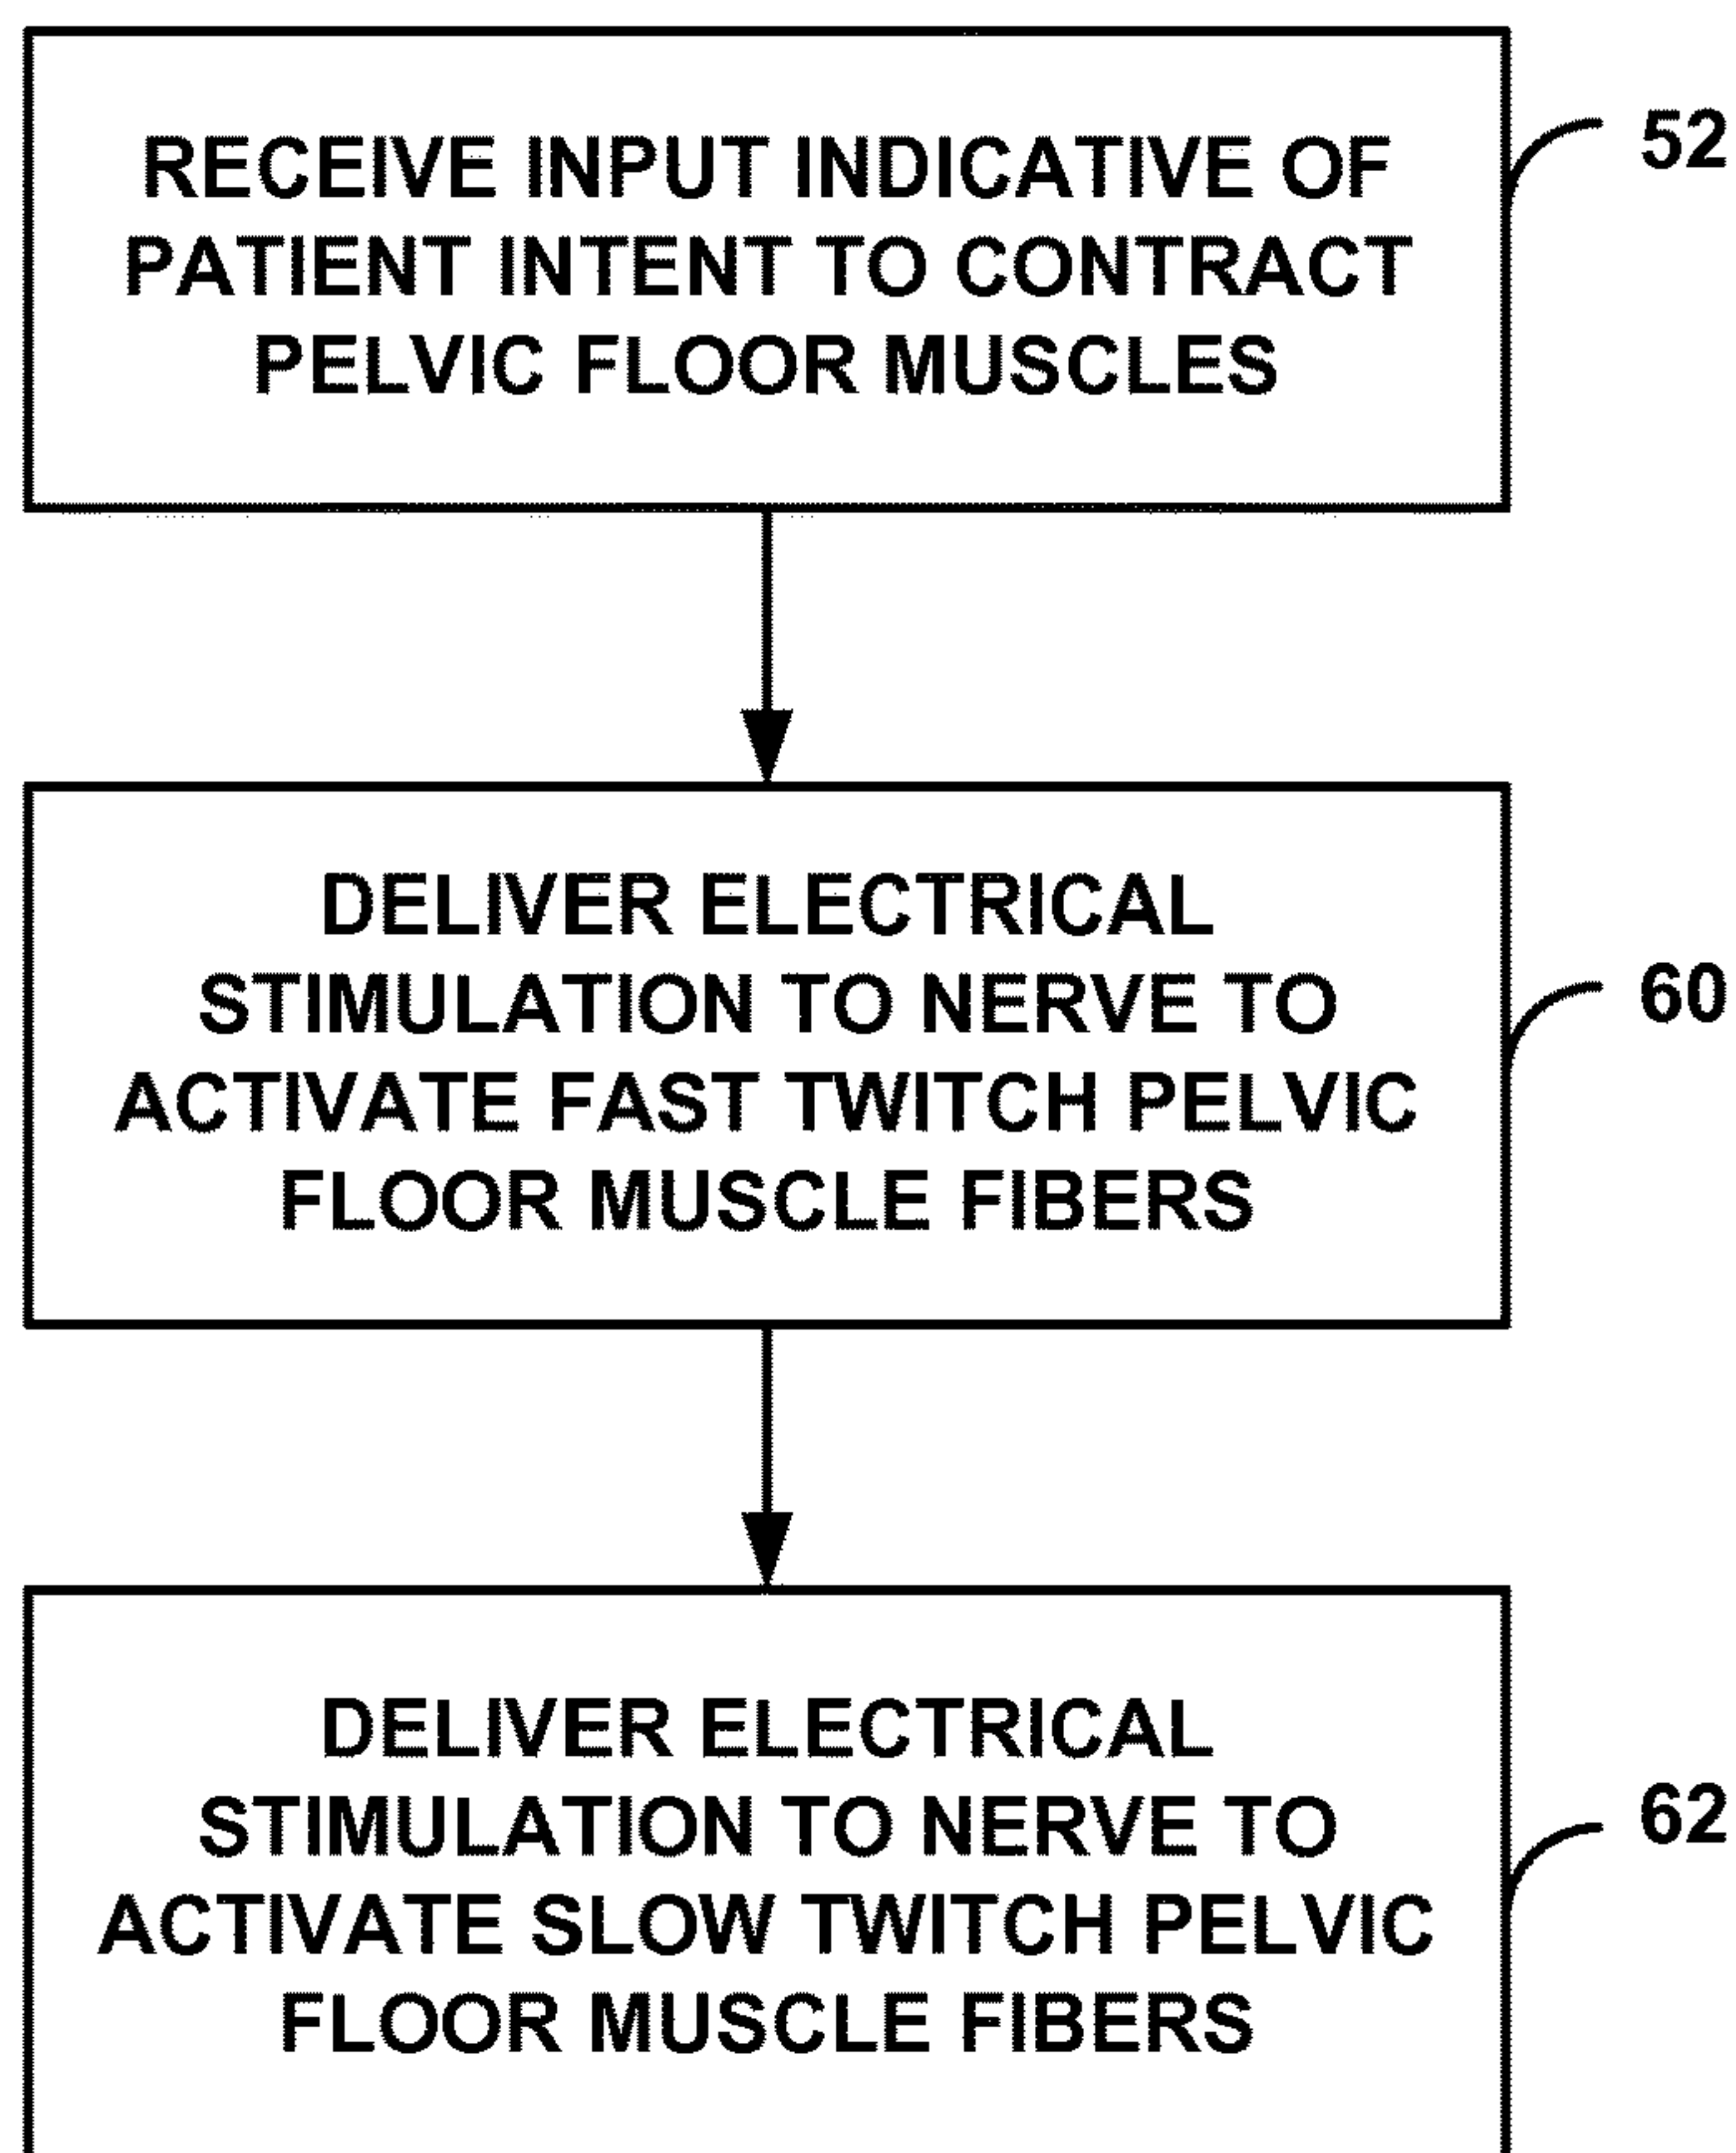 RECEIVE INPUT INDICATIVE OF
PATIENT INTENT TO CONTRACT
PELVIC FLOOR MUSCLES
52
DELIVER ELECTRICAL
STIMULATION TO NERVE TO
ACTIVATE FAST TWITCH PELVIC
FLOOR MUSCLE FIBERS
60
DELIVER ELECTRICAL
STIMULATION TO NERVE TO
ACTIVATE SLOW TWITCH PELVIC
FLOOR MUSCLE FIBERS
62